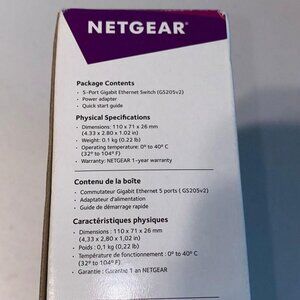 NETGEAR®
Package Contents
• 5-Port Gigabit Ethernet Switch (GS205v2)
• Power adapter
• Quick start guide
Physical Specifications
• Dimensions: 110 x 71 x 26 mm
(4.33 x 2.80 x 1.02 in)
• Weight: 0.1 kg (0.22 lb)
• Operating temperature: 0° to 40° C
(32° to 104° F)
• Warranty: NETGEAR 1-year warranty
Contenu de la boîte
• Commutateur Gigabit Ethernet 5 ports (GS205v2)
• Adaptateur d'alimentation
• Guide de démarrage rapide
Caractéristiques physiques
• Dimensions : 110 x 71 x 26 mm
(4,33 x 2,80 x 1,02 in)
• Poids : 0,1 kg (0,22 lb)
• Température de fonctionnement : 0° to 40° C
(32° to 104° F)
• Garantie : Garantie 1 an NETGEAR